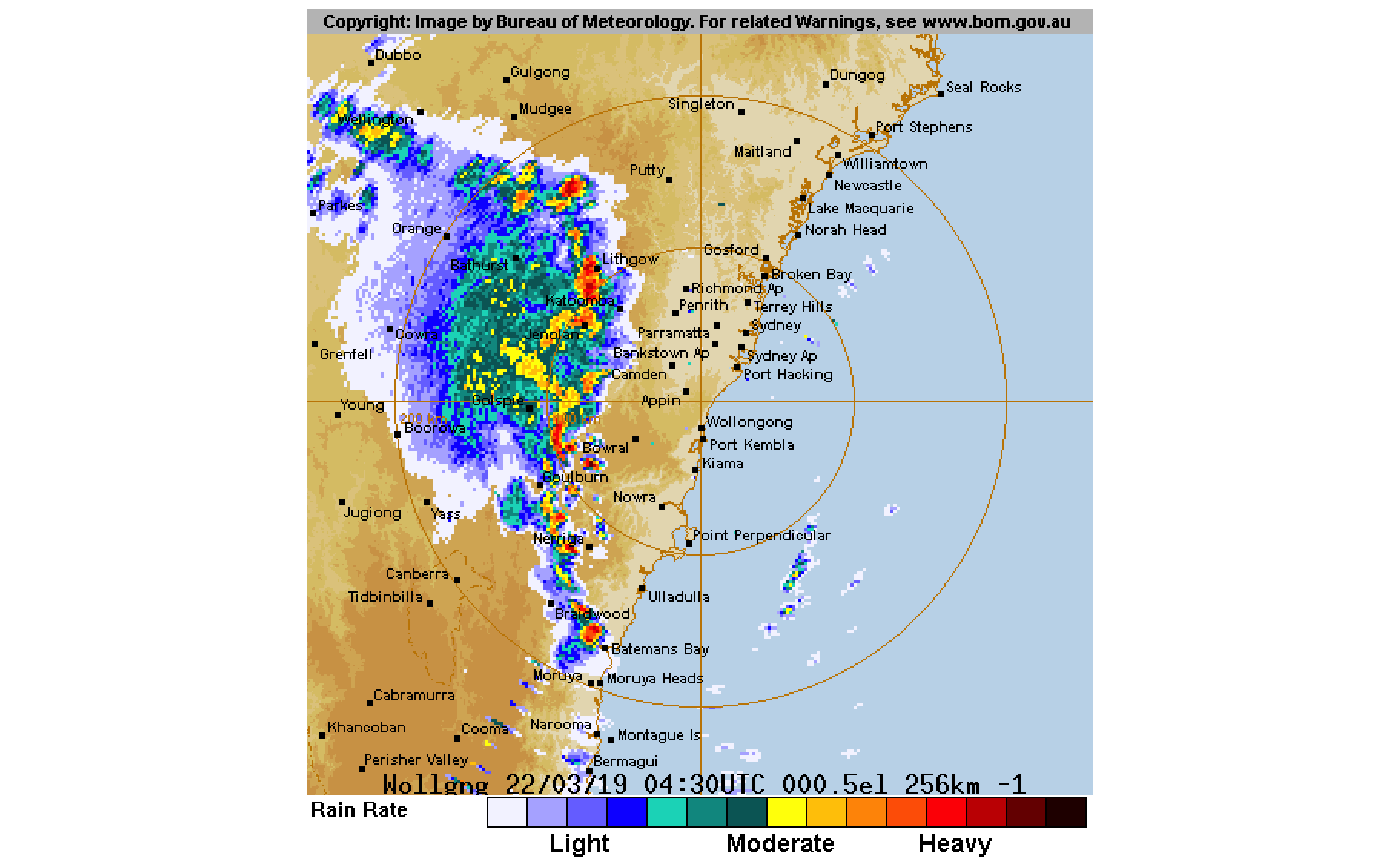 Copyright: Image by Bureau of Meteorology. For related Warnings, see www.bom.gov.au
Dubbo
Gulgong
Dungog
Seal Rocks
Mudgee
Singleton
Wellington
Port Stephens
Maitland
Williamtown
Putty
Newcastle
Parkes
Lake Macquarie
Orange
Norah Head
Gosford
Bathurst
Lithgow
Broken Bay
Richmond Ap
Katoomba
Penrith
Terrey Hills
Cowra
Jenolan
Parramatta
Sydney
Grenfell
Bankstown Ap
Sydney Ap
Camden
Port Hacking
Young
Golspie
Appin
Boorowa
Wollongong
Bowral
Port Kembla
Kiama
Goulburn
Jugiong
Yass
Nowra
Nerriga
Point Perpendicular
Canberra
Tidbinbilla
Ulladulla
Braidwood
Batemans Bay
Moruya
Moruya Heads
Cabramurra
Khancoban
Cooma
Narooma
Montague Is
Perisher Valley
Bermagui
Wollgng 22/03/19 04:30UTC 000.5el 256km -1
Rain Rate
Light
Moderate
Heavy